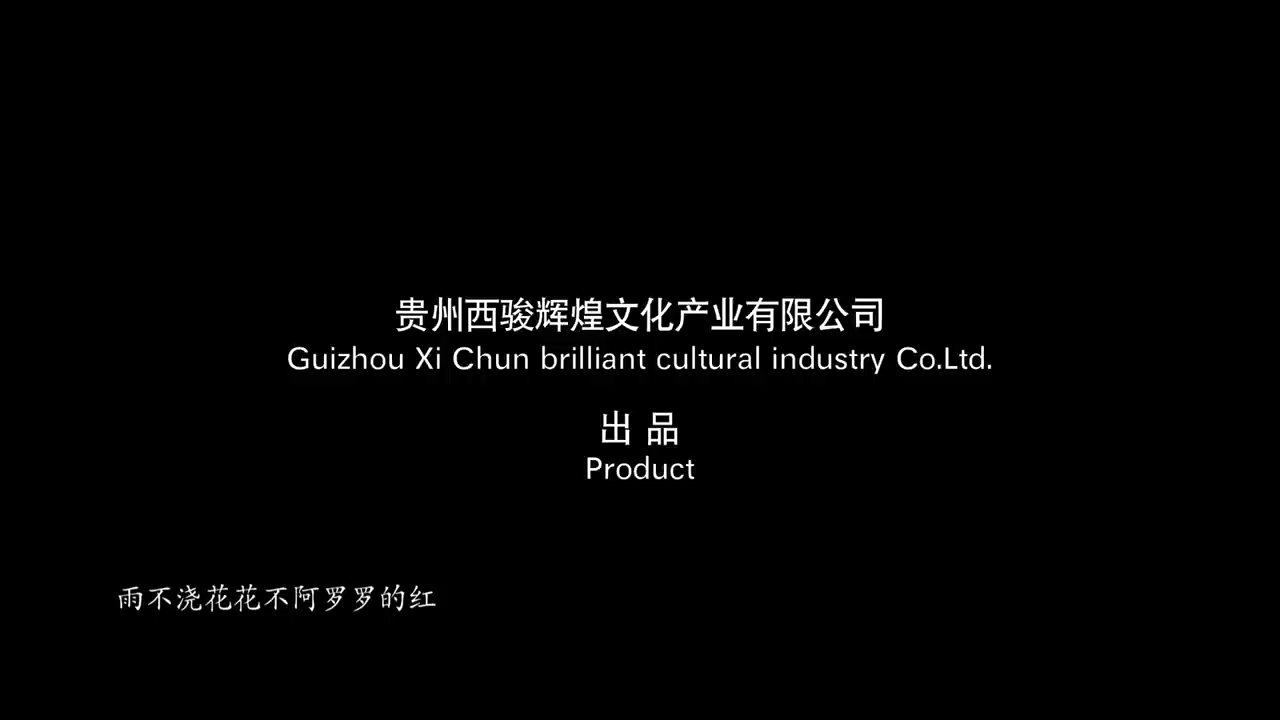 贵州西骏辉煌文化产业有限公司
Guizhou Xi Chun brilliant cultural industry Co.Ltd.
出 品
Product
雨不浇花花不阿罗罗的红